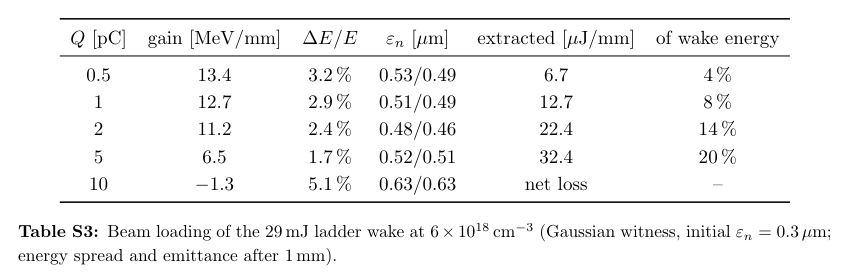 Q [pC] gain [MeV/mm] ΔE/E εn [μm] extracted [μJ/mm] of wake energy
0.5 13.4 3.2 % 0.53/0.49 6.7 4 %
1 12.7 2.9 % 0.51/0.49 12.7 8 %
2 11.2 2.4 % 0.48/0.46 22.4 14 %
5 6.5 1.7 % 0.52/0.51 32.4 20 %
10 −1.3 5.1 % 0.63/0.63 net loss –
Table S3: Beam loading of the 29 mJ ladder wake at 6 × 10¹⁸ cm⁻³ (Gaussian witness, initial εn = 0.3 μm;
energy spread and emittance after 1 mm).